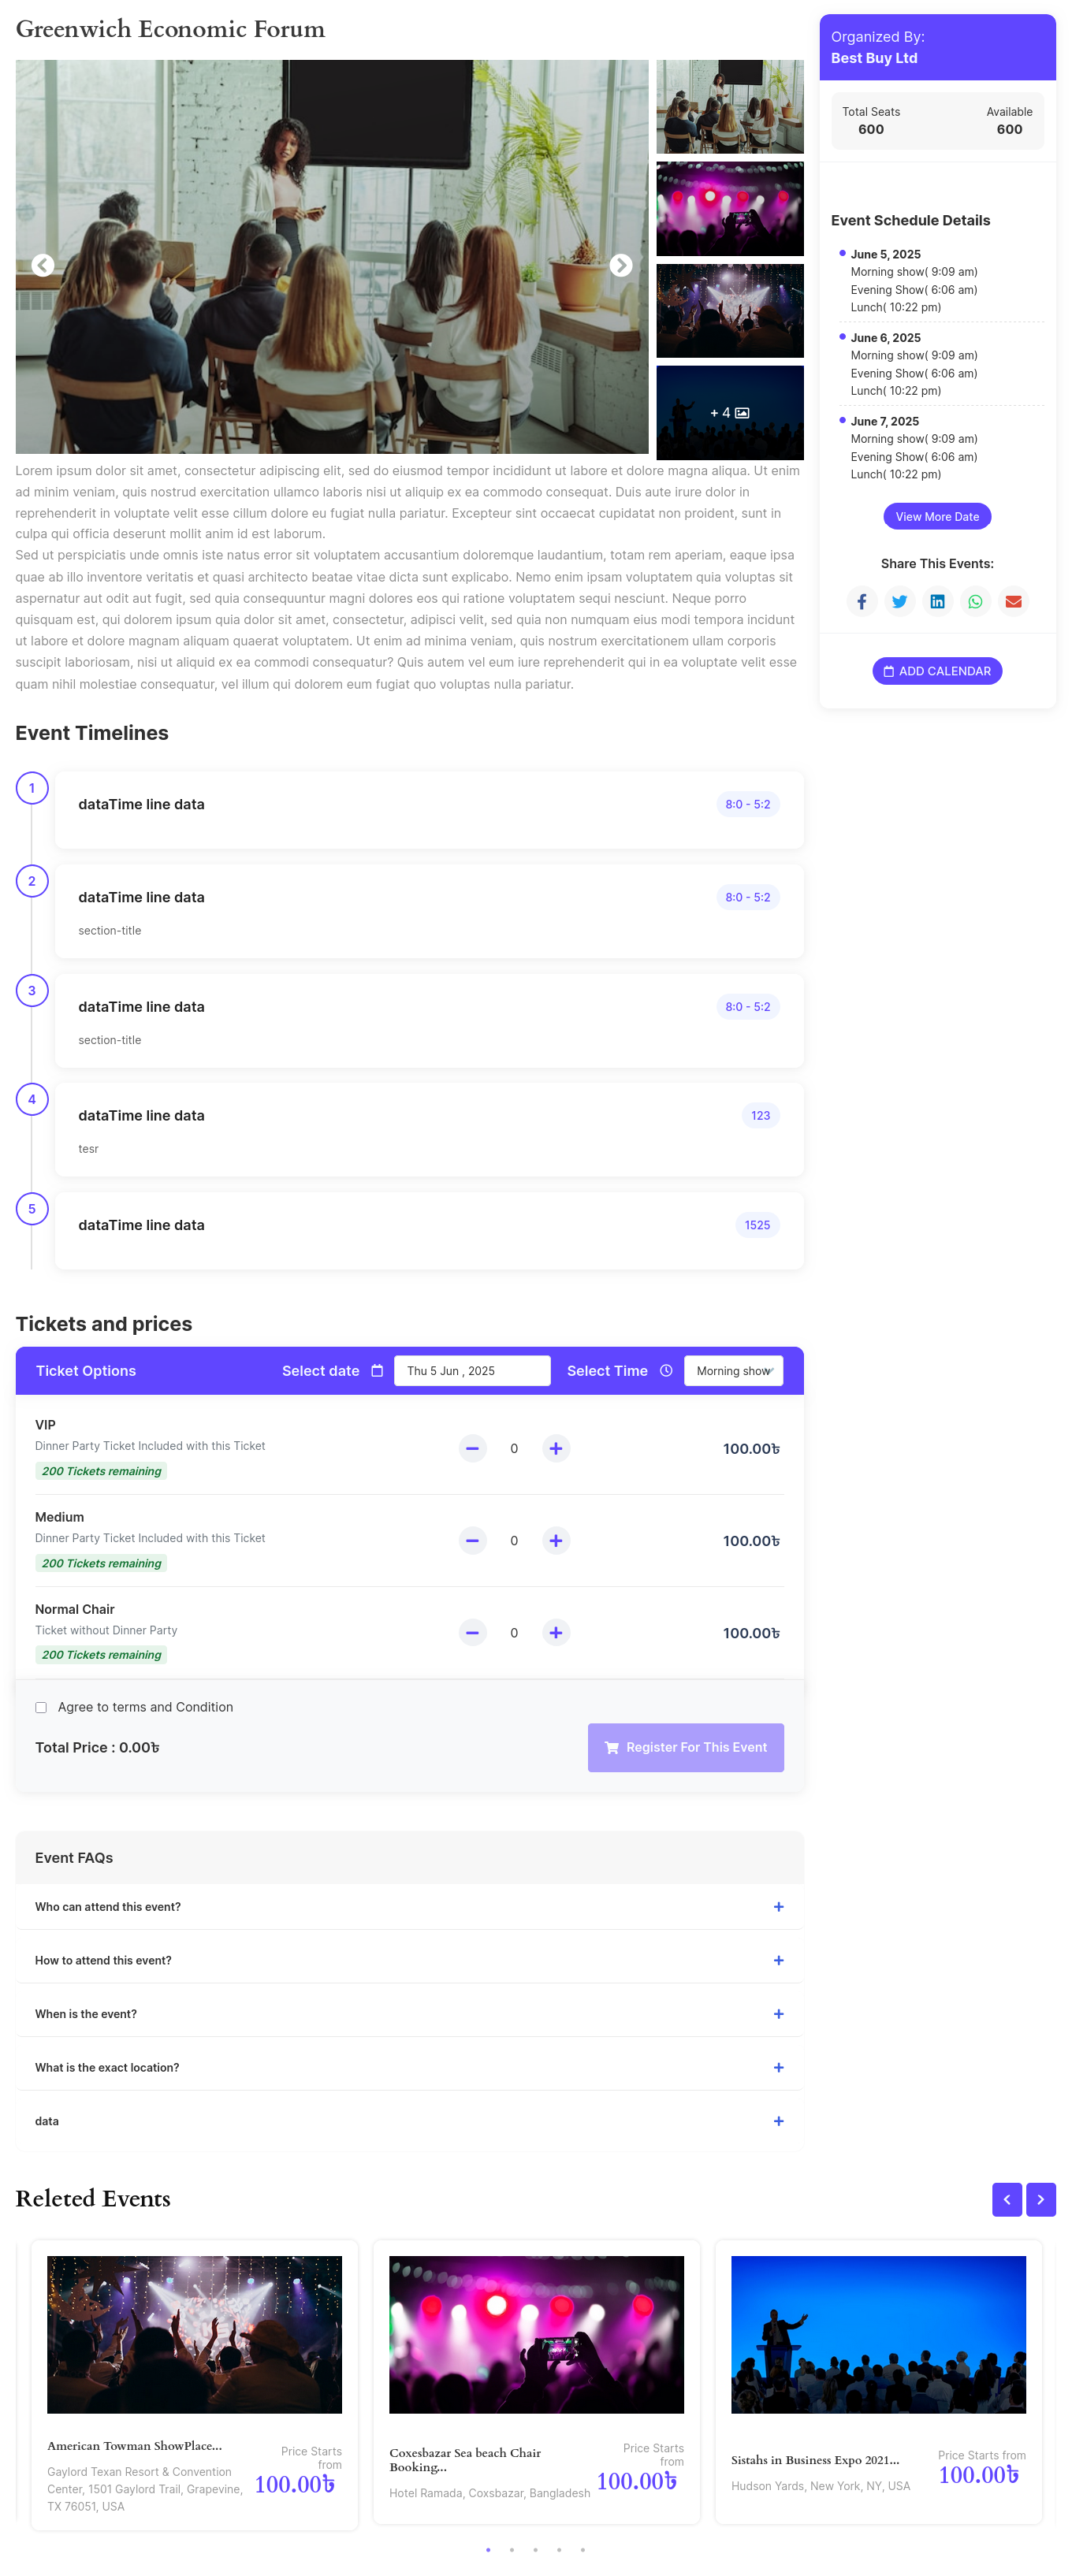 Greenwich Economic Forum
+ 4
Lorem ipsum dolor sit amet, consectetur adipiscing elit, sed do eiusmod tempor incididunt ut labore et dolore magna aliqua. Ut enim
ad minim veniam, quis nostrud exercitation ullamco laboris nisi ut aliquip ex ea commodo consequat. Duis aute irure dolor in
reprehenderit in voluptate velit esse cillum dolore eu fugiat nulla pariatur. Excepteur sint occaecat cupidatat non proident, sunt in
culpa qui officia deserunt mollit anim id est laborum.
Sed ut perspiciatis unde omnis iste natus error sit voluptatem accusantium doloremque laudantium, totam rem aperiam, eaque ipsa
quae ab illo inventore veritatis et quasi architecto beatae vitae dicta sunt explicabo. Nemo enim ipsam voluptatem quia voluptas sit
aspernatur aut odit aut fugit, sed quia consequuntur magni dolores eos qui ratione voluptatem sequi nesciunt. Neque porro
quisquam est, qui dolorem ipsum quia dolor sit amet, consectetur, adipisci velit, sed quia non numquam eius modi tempora incidunt
ut labore et dolore magnam aliquam quaerat voluptatem. Ut enim ad minima veniam, quis nostrum exercitationem ullam corporis
suscipit laboriosam, nisi ut aliquid ex ea commodi consequatur? Quis autem vel eum iure reprehenderit qui in ea voluptate velit esse
quam nihil molestiae consequatur, vel illum qui dolorem eum fugiat quo voluptas nulla pariatur.
Organized By:
Best Buy Ltd
Total Seats Available
600 600
Event Schedule Details
June 5, 2025
Morning show( 9:09 am)
Evening Show( 6:06 am)
Lunch( 10:22 pm)
June 6, 2025
Morning show( 9:09 am)
Evening Show( 6:06 am)
Lunch( 10:22 pm)
June 7, 2025
Morning show( 9:09 am)
Evening Show( 6:06 am)
Lunch( 10:22 pm)
View More Date
Share This Events:
ADD CALENDAR
Event Timelines
1 dataTime line data 8:0 - 5:2
2 dataTime line data 8:0 - 5:2
section-title
3 dataTime line data 8:0 - 5:2
section-title
4 dataTime line data 123
tesr
5 dataTime line data 1525
Tickets and prices
Ticket Options Select date Thu 5 Jun , 2025 Select Time Morning show
VIP
Dinner Party Ticket Included with this Ticket
200 Tickets remaining
0 100.00৳
Medium
Dinner Party Ticket Included with this Ticket
200 Tickets remaining
0 100.00৳
Normal Chair
Ticket without Dinner Party
200 Tickets remaining
0 100.00৳
Agree to terms and Condition
Total Price : 0.00৳ Register For This Event
Event FAQs
Who can attend this event?
How to attend this event?
When is the event?
What is the exact location?
data
Releted Events
American Towman ShowPlace...
Gaylord Texan Resort & Convention
Center, 1501 Gaylord Trail, Grapevine,
TX 76051, USA
Price Starts
from
100.00৳
Coxesbazar Sea beach Chair
Booking...
Hotel Ramada, Coxsbazar, Bangladesh
Price Starts
from
100.00৳
Sistahs in Business Expo 2021...
Hudson Yards, New York, NY, USA
Price Starts from
100.00৳